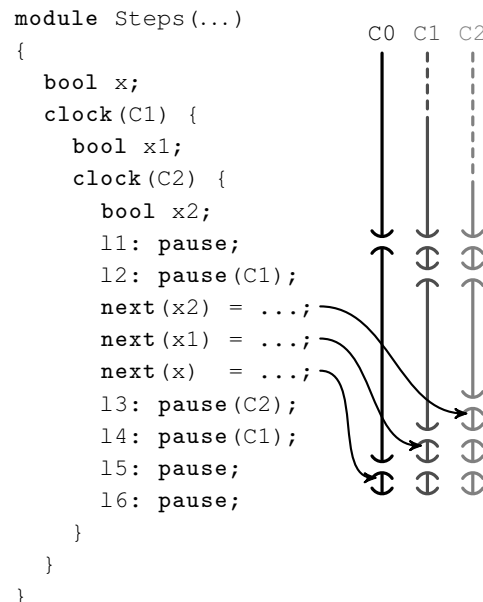 module Steps(...)
C0 C1 C2
{
bool x;
clock(C1) {
bool x1;
clock(C2) {
bool x2;
l1: pause;
l2: pause(C1);
next(x2) = ...;
next(x1) = ...;
next(x) = ...;
l3: pause(C2);
l4: pause(C1);
l5: pause;
l6: pause;
}
}
}